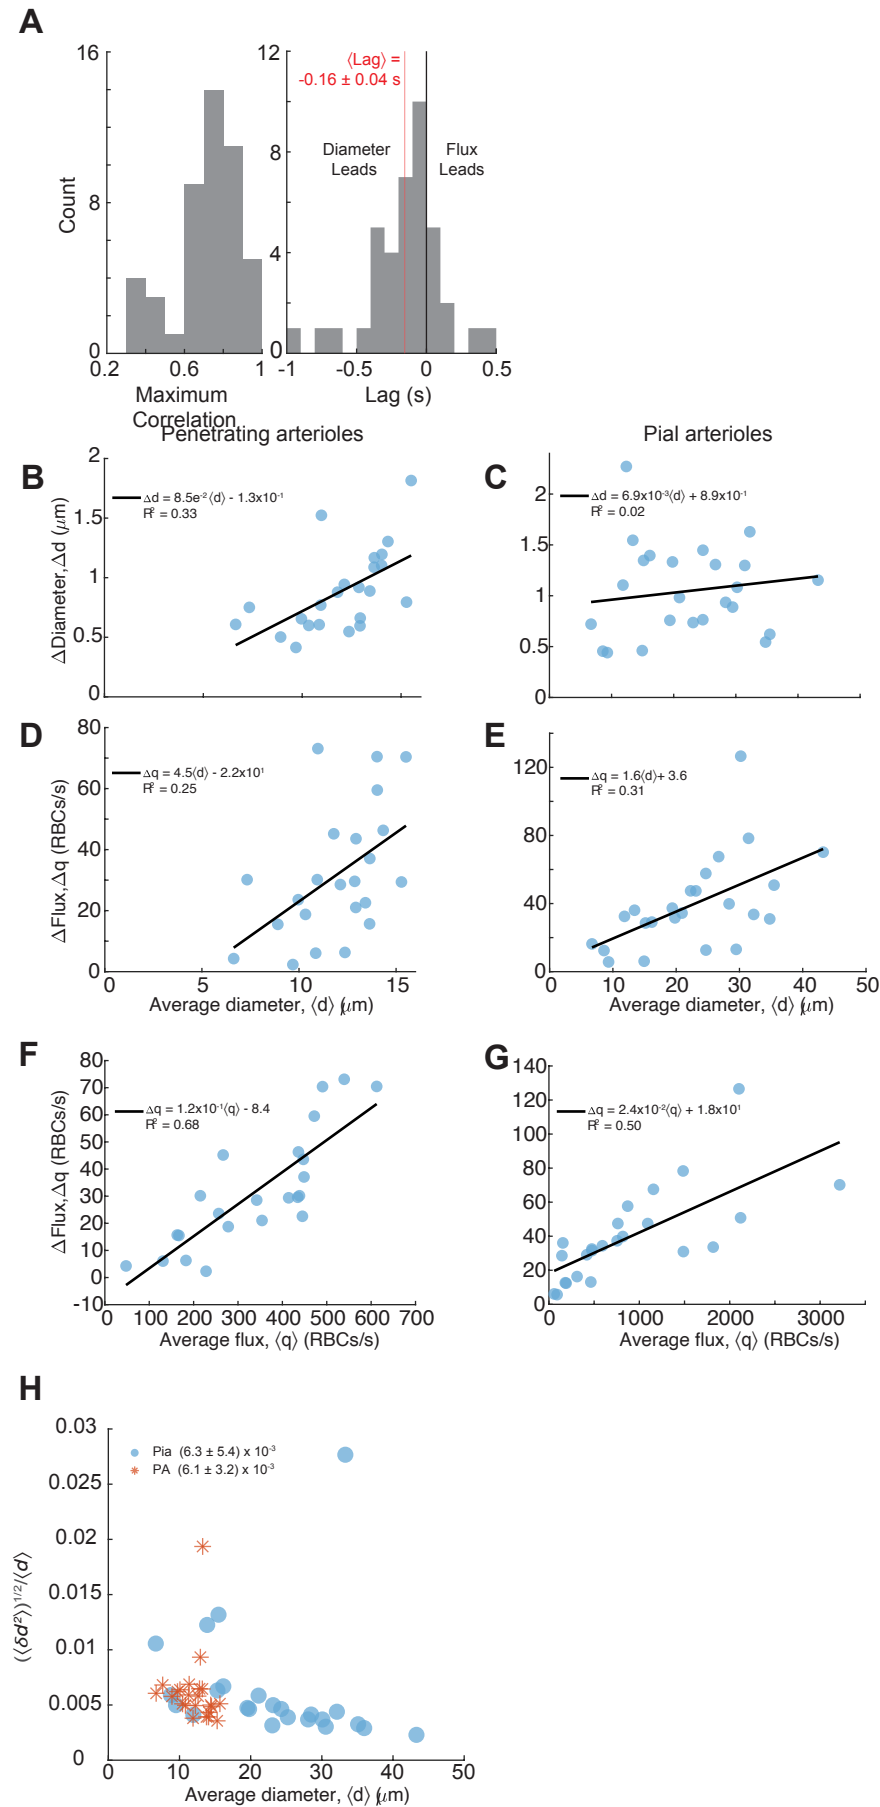 A
16
8
0
Count
0.2
0.6
1
Maximum
Correlation
12
8
4
0
⟨Lag⟩ =
-0.16 ± 0.04 s
Diameter
Leads
Flux
Leads
-1
-0.5
0
0.5
Lag (s)
Penetrating arterioles
Pial arterioles
B
2
1.5
1
0.5
0
ΔDiameter, Δd (μm)
Δd = 8.5e⁻² ⟨d⟩ - 1.3x10⁻¹
R² = 0.33
C
2
1.5
1
0.5
0
Δd = 6.9x10⁻³⟨d⟩ + 8.9x10⁻¹
R² = 0.02
D
80
60
40
20
0
ΔFlux, Δq (RBCs/s)
Δq = 4.5⟨d⟩ - 2.2x10¹
R² = 0.25
0
5
10
15
Average diameter, ⟨d⟩ (μm)
E
120
80
40
0
Δq = 1.6⟨d⟩ + 3.6
R² = 0.31
0
10
20
30
40
50
Average diameter, ⟨d⟩ (μm)
F
80
70
60
50
40
30
20
10
0
-10
ΔFlux, Δq (RBCs/s)
Δq = 1.2x10⁻¹⟨q⟩ - 8.4
R² = 0.68
0
100
200
300
400
500
600
700
Average flux, ⟨q⟩ (RBCs/s)
G
140
120
100
80
60
40
20
0
Δq = 2.4x10⁻²⟨q⟩ + 1.8x10¹
R² = 0.50
0
1000
2000
3000
Average flux, ⟨q⟩ (RBCs/s)
H
0.03
0.025
0.02
0.015
0.01
0.005
0
(⟨δd²⟩)¹ᐟ²/⟨d⟩
Pia (6.3 ± 5.4) x 10⁻³
PA (6.1 ± 3.2) x 10⁻³
0
10
20
30
40
50
Average diameter, ⟨d⟩ (μm)